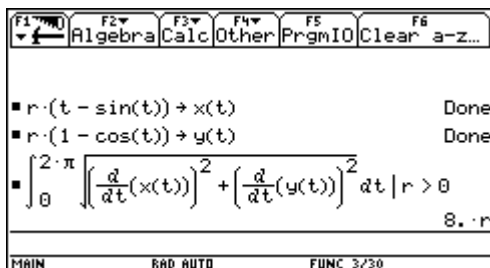 F1 F2 Algebra F3 Calc F4 Other F5 PrgmIO F6 Clear a-z…
▪ r·(t − sin(t)) → x(t) Done
▪ r·(1 − cos(t)) → y(t) Done
▪ ∫₀^(2·π) √((d/dt(x(t)))² + (d/dt(y(t)))²) dt | r > 0
8.·r
MAIN RAD AUTO FUNC 3/30